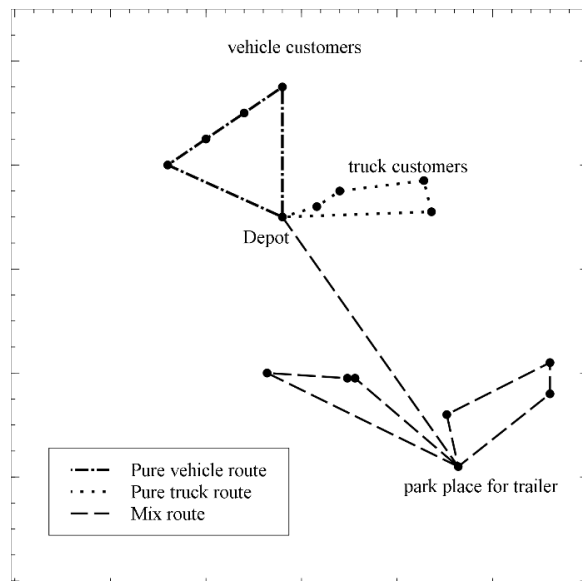 vehicle customers
truck customers
Depot
Pure vehicle route
Pure truck route
Mix route
park place for trailer